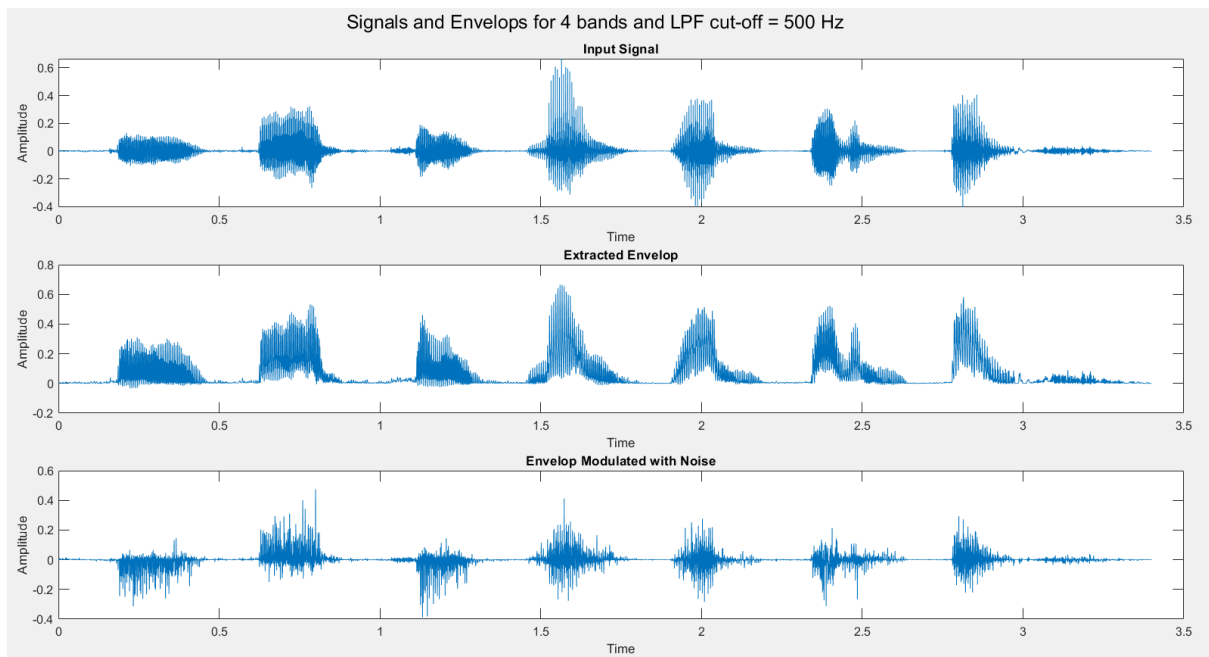 Signals and Envelops for 4 bands and LPF cut-off = 500 Hz
Input Signal
Amplitude
0.6
0.4
0.2
0
-0.2
-0.4
0 0.5 1 1.5 2 2.5 3 3.5
Time
Extracted Envelop
Amplitude
0.8
0.6
0.4
0.2
0
-0.2
0 0.5 1 1.5 2 2.5 3 3.5
Time
Envelop Modulated with Noise
Amplitude
0.6
0.4
0.2
0
-0.2
-0.4
0 0.5 1 1.5 2 2.5 3 3.5
Time